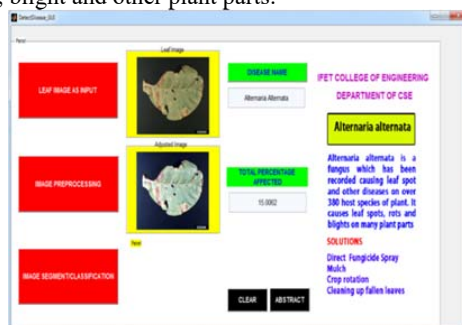 , blight and other plant parts.
DetectDisease_GUI
Panel
Leaf Image
LEAF IMAGE AS INPUT
DISEASE NAME
Alternaria Alternata
IFET COLLEGE OF ENGINEERING
DEPARTMENT OF CSE
Alternaria alternata
Adjusted Image
IMAGE PREPROCESSING
TOTAL PERCENTAGE
AFFECTED
15.0002
Alternaria alternata is a
fungus which has been
recorded causing leaf spot
and other diseases on over
380 host species of plant. It
causes leaf spots, rots and
blights on many plant parts
Panel
SOLUTIONS
Direct Fungicide Spray
Mulch
Crop rotation
Cleaning up fallen leaves
IMAGE SEGMENT/CLASSIFICATION
CLEAR
ABSTRACT